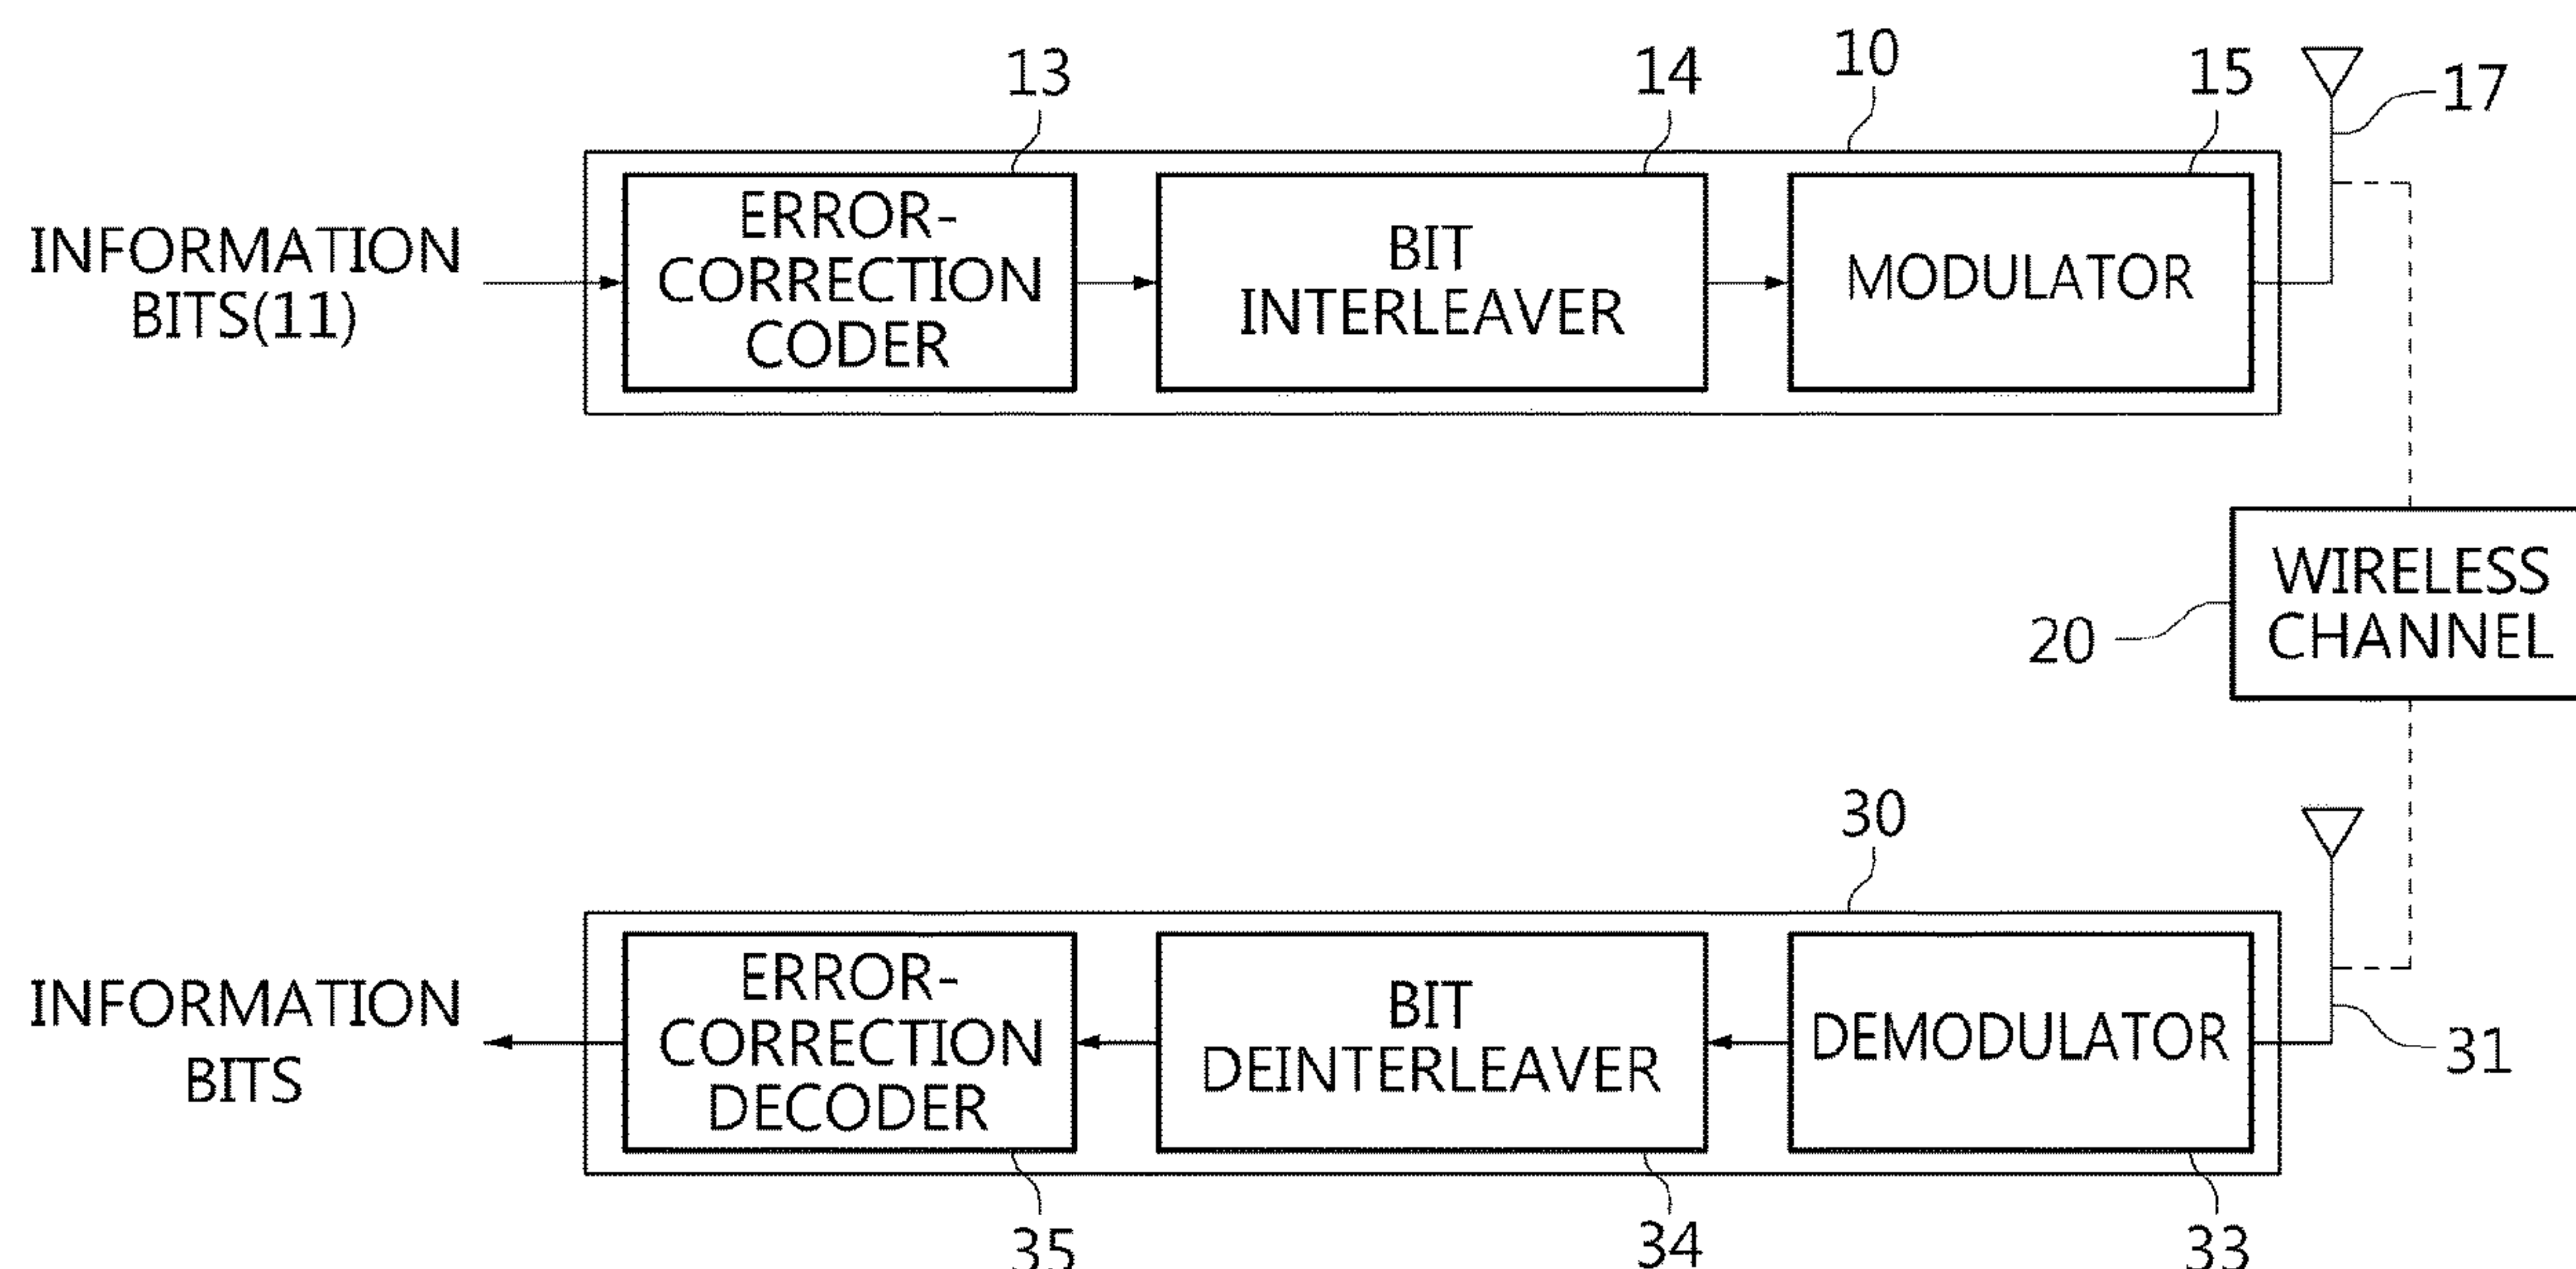 13
14
10
15
17
INFORMATION
BITS(11)
ERROR-
CORRECTION
CODER
BIT
INTERLEAVER
MODULATOR
WIRELESS
CHANNEL
20
30
INFORMATION
BITS
ERROR-
CORRECTION
DECODER
BIT
DEINTERLEAVER
DEMODULATOR
31
35
34
33